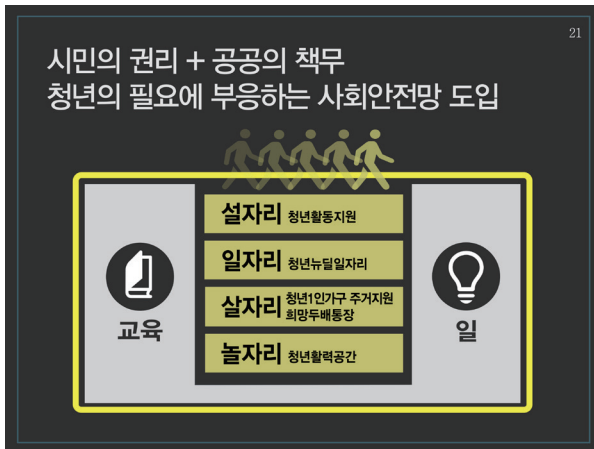 21
시민의 권리 + 공공의 책무
청년의 필요에 부응하는 사회안전망 도입
설자리 청년활동지원
일자리 청년뉴딜일자리
살자리 청년1인가구 주거지원
희망두배통장
놀자리 청년활력공간
교육
일